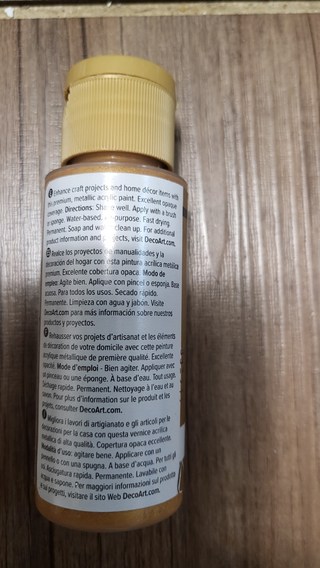 Enhance craft projects and home décor items with
this premium, metallic acrylic paint. Excellent opaque
coverage. Directions: Shake well. Apply with a brush
or sponge. Water-based. purpose. Fast drying.
Permanent. Soap and water clean up. For additional
product information and projects, visit DecoArt.com.
Realce los proyectos de manualidades y la
decoración del hogar con esta pintura acrílica metálica
premium. Excelente cobertura opaca. Modo de
empleo: Agite bien. Aplique con pincel o esponja. Base
acuosa. Para todos los usos. Secado rápido.
Permanente. Limpieza con agua y jabón. Visite
DecoArt.com para más información sobre nuestros
productos y proyectos.
Rehaussez vos projets d'artisanat et les éléments
de décoration de votre domicile avec cette peinture
acrylique métallique de première qualité. Excellente
opacité. Mode d'emploi - Bien agiter. Appliquer avec
un pinceau ou une éponge. À base d'eau. Tout usage.
Séchage rapide. Permanent. Nettoyage à l'eau et au
savon. Pour plus d'information sur le produit et les
projets, consulter DecoArt.com.
Migliora i lavori di artigianato e gli articoli per le
decorazioni per la casa con questa vernice acrilica
metallica di alta qualità. Copertura opaca eccellente.
Modalità d'uso: agitare bene. Applicare con un
pennello o con una spugna. A base d'acqua. Per tutti gli
usi. Asciugatura rapida. Permanente. Lavabile con
acqua e sapone. Per maggiori informazioni sul prodotto
e sui progetti, visitare il sito Web DecoArt.com.